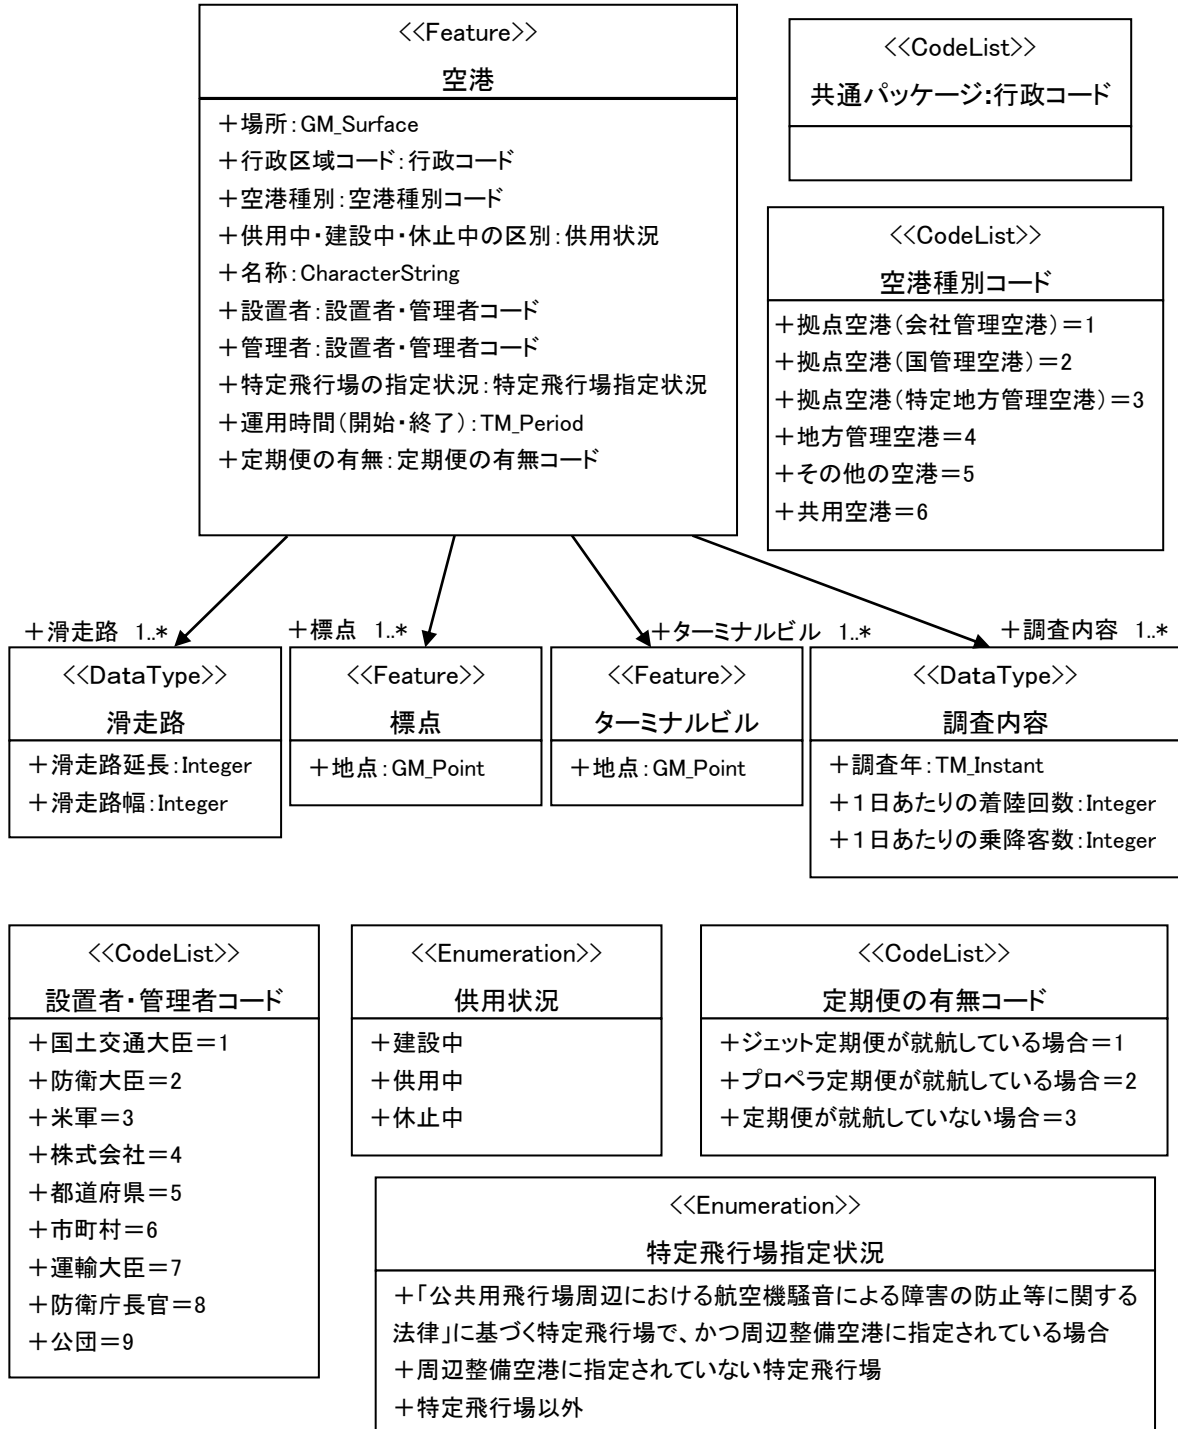 <<Feature>>
空港
＋場所：GM_Surface
＋行政区域コード：行政コード
＋空港種別：空港種別コード
＋供用中・建設中・休止中の区別：供用状況
＋名称：CharacterString
＋設置者：設置者・管理者コード
＋管理者：設置者・管理者コード
＋特定飛行場の指定状況：特定飛行場指定状況
＋運用時間（開始・終了）：TM_Period
＋定期便の有無：定期便の有無コード
<<CodeList>>
共通パッケージ:行政コード
<<CodeList>>
空港種別コード
＋拠点空港（会社管理空港）＝1
＋拠点空港（国管理空港）＝2
＋拠点空港（特定地方管理空港）＝3
＋地方管理空港＝4
＋その他の空港＝5
＋共用空港＝6
＋滑走路 1..*
<<DataType>>
滑走路
＋滑走路延長：Integer
＋滑走路幅：Integer
＋標点 1..*
<<Feature>>
標点
＋地点：GM_Point
＋ターミナルビル 1..*
<<Feature>>
ターミナルビル
＋地点：GM_Point
＋調査内容 1..*
<<DataType>>
調査内容
＋調査年：TM_Instant
＋１日あたりの着陸回数：Integer
＋１日あたりの乗降客数：Integer
<<CodeList>>
設置者・管理者コード
＋国土交通大臣＝1
＋防衛大臣＝2
＋米軍＝3
＋株式会社＝4
＋都道府県＝5
＋市町村＝6
＋運輸大臣＝7
＋防衛庁長官＝8
＋公団＝9
<<Enumeration>>
供用状況
＋建設中
＋供用中
＋休止中
<<CodeList>>
定期便の有無コード
＋ジェット定期便が就航している場合＝1
＋プロペラ定期便が就航している場合＝2
＋定期便が就航していない場合＝3
<<Enumeration>>
特定飛行場指定状況
＋「公共用飛行場周辺における航空機騒音による障害の防止等に関する
法律」に基づく特定飛行場で、かつ周辺整備空港に指定されている場合
＋周辺整備空港に指定されていない特定飛行場
＋特定飛行場以外